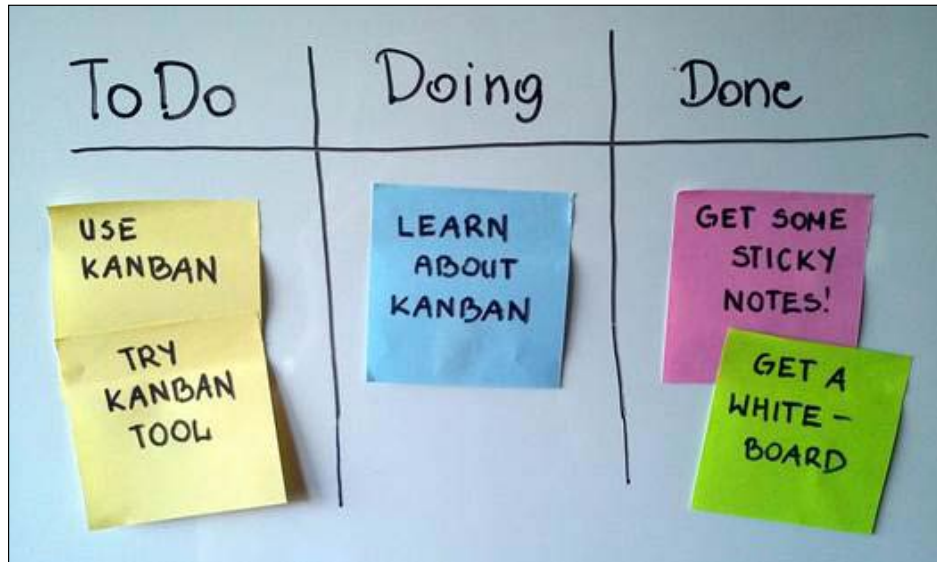 To Do
Doing
Done
USE
KANBAN
TRY
KANBAN
TOOL
LEARN
ABOUT
KANBAN
GET SOME
STICKY
NOTES!
GET A
WHITE-
BOARD